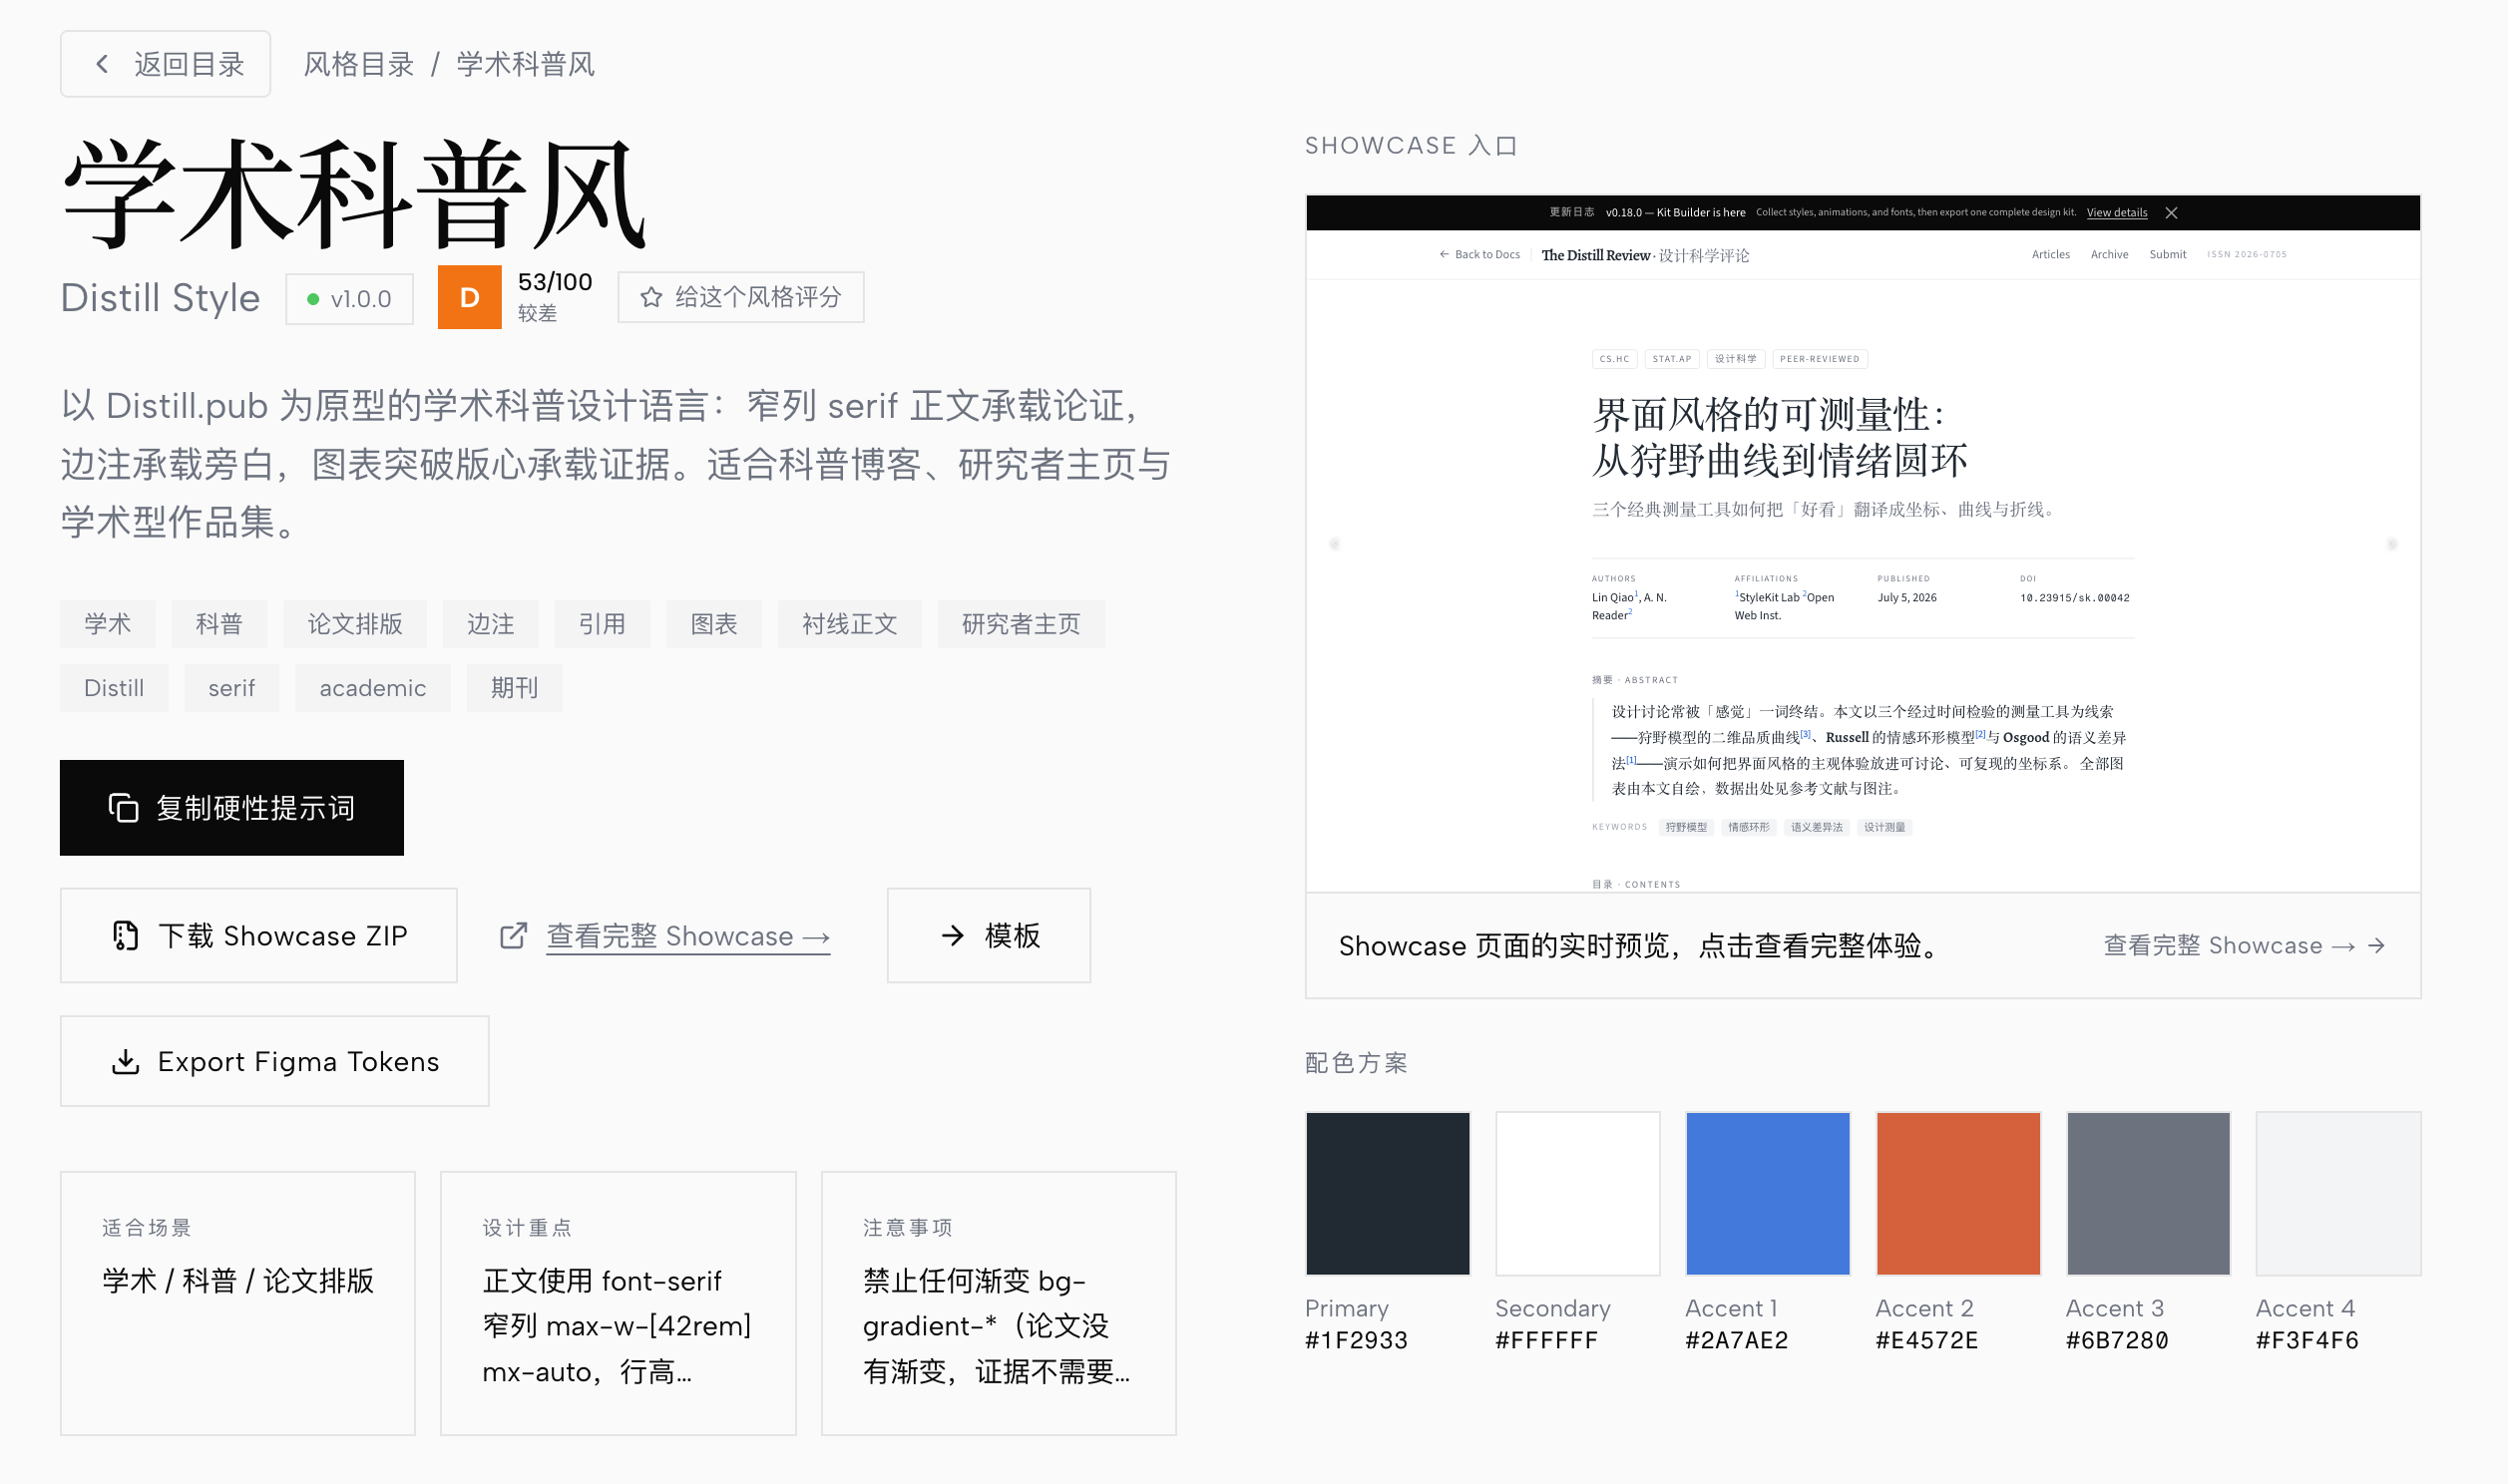 返回目录
风格目录 / 学术科普风
学术科普风
Distill Style
v1.0.0
D
53/100
较差
给这个风格评分
以 Distill.pub 为原型的学术科普设计语言：窄列 serif 正文承载论证，
边注承载旁白，图表突破版心承载证据。适合科普博客、研究者主页与
学术型作品集。
学术 科普 论文排版 边注 引用 图表 衬线正文 研究者主页
Distill serif academic 期刊
复制硬性提示词
下载 Showcase ZIP
查看完整 Showcase →
→ 模板
Export Figma Tokens
适合场景
学术 / 科普 / 论文排版
设计重点
正文使用 font-serif
窄列 max-w-[42rem]
mx-auto，行高...
注意事项
禁止任何渐变 bg-
gradient-*（论文没
有渐变，证据不需要...
SHOWCASE 入口
更新日志 v0.18.0 — Kit Builder is here Collect styles, animations, and fonts, then export one complete design kit. View details
← Back to Docs
The Distill Review · 设计科学评论
Articles Archive Submit ISSN 2026-0705
CS.HC STAT.AP 设计科学 PEER-REVIEWED
界面风格的可测量性：
从狩野曲线到情绪圆环
三个经典测量工具如何把「好看」翻译成坐标、曲线与折线。
AUTHORS
Lin Qiao1, A. N.
Reader2
AFFILIATIONS
1StyleKit Lab 2Open
Web Inst.
PUBLISHED
July 5, 2026
DOI
10.23915/sk.00042
摘要 · ABSTRACT
设计讨论常被「感觉」一词终结。本文以三个经过时间检验的测量工具为线索
——狩野模型的二维品质曲线[3]、Russell 的情感环形模型[2]与 Osgood 的语义差异
法[1]——演示如何把界面风格的主观体验放进可讨论、可复现的坐标系。全部图
表由本文自绘，数据出处见参考文献与图注。
KEYWORDS 狩野模型 情感环形 语义差异法 设计测量
目录 · CONTENTS
Showcase 页面的实时预览，点击查看完整体验。
查看完整 Showcase → →
配色方案
Primary
#1F2933
Secondary
#FFFFFF
Accent 1
#2A7AE2
Accent 2
#E4572E
Accent 3
#6B7280
Accent 4
#F3F4F6